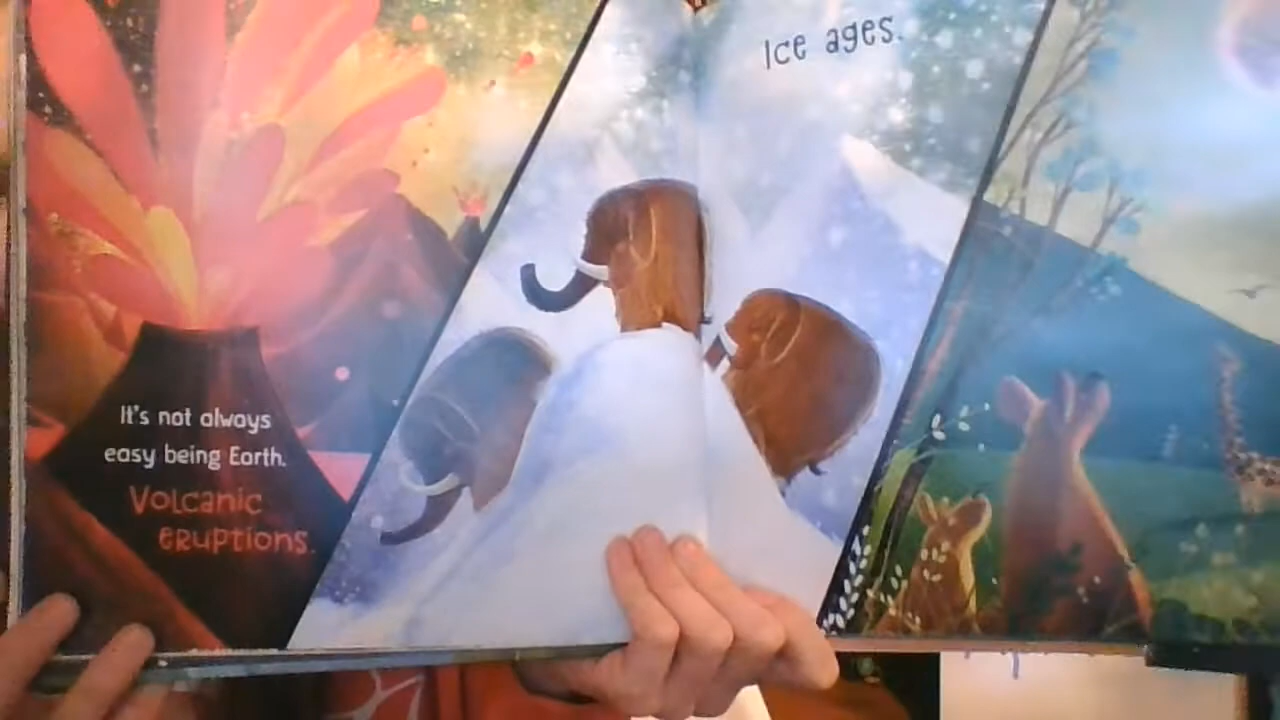 It's not always
easy being Earth.
Volcanic
eruptions.
Ice ages.